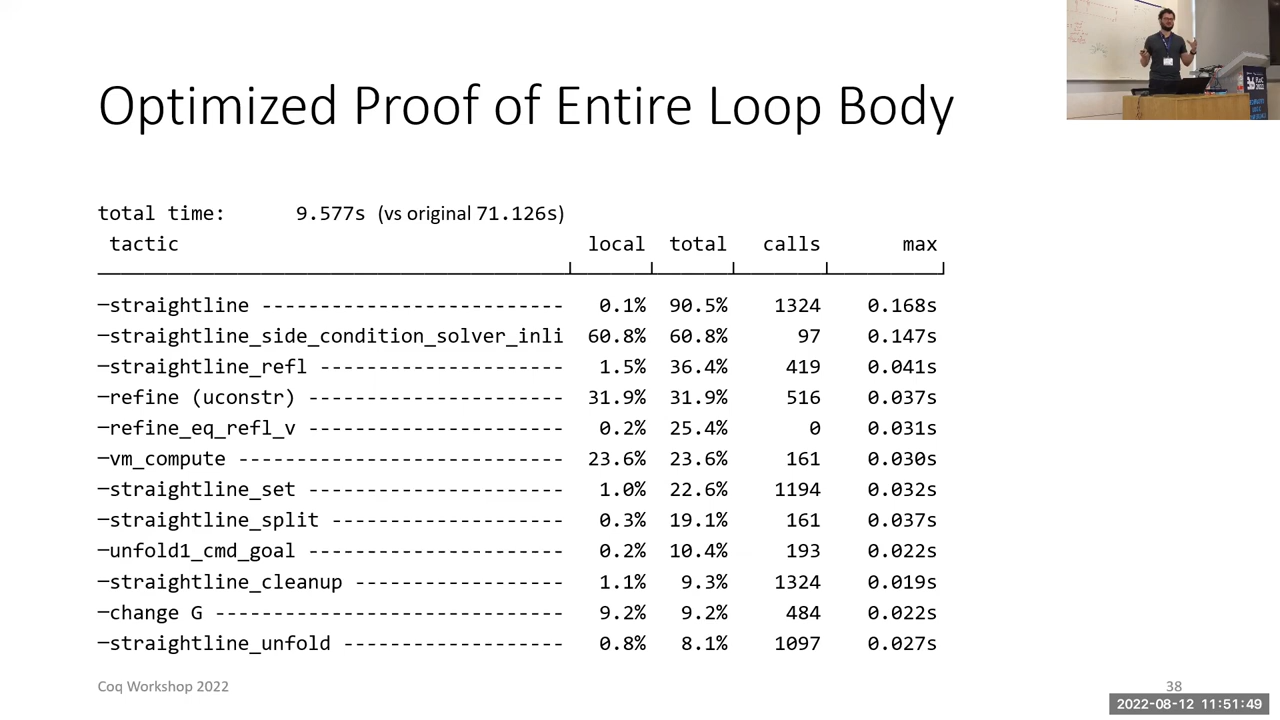 Optimized Proof of Entire Loop Body
total time: 9.577s (vs original 71.126s)
tactic local total calls max
─straightline -------------------------- 0.1% 90.5% 1324 0.168s
─straightline_side_condition_solver_inli 60.8% 60.8% 97 0.147s
─straightline_refl --------------------- 1.5% 36.4% 419 0.041s
─refine (uconstr) ---------------------- 31.9% 31.9% 516 0.037s
─refine_eq_refl_v ---------------------- 0.2% 25.4% 0 0.031s
─vm_compute ---------------------------- 23.6% 23.6% 161 0.030s
─straightline_set ---------------------- 1.0% 22.6% 1194 0.032s
─straightline_split -------------------- 0.3% 19.1% 161 0.037s
─unfold1_cmd_goal ---------------------- 0.2% 10.4% 193 0.022s
─straightline_cleanup ------------------ 1.1% 9.3% 1324 0.019s
─change G ------------------------------ 9.2% 9.2% 484 0.022s
─straightline_unfold ------------------- 0.8% 8.1% 1097 0.027s
Coq Workshop 2022
38
2022-08-12 11:51:49